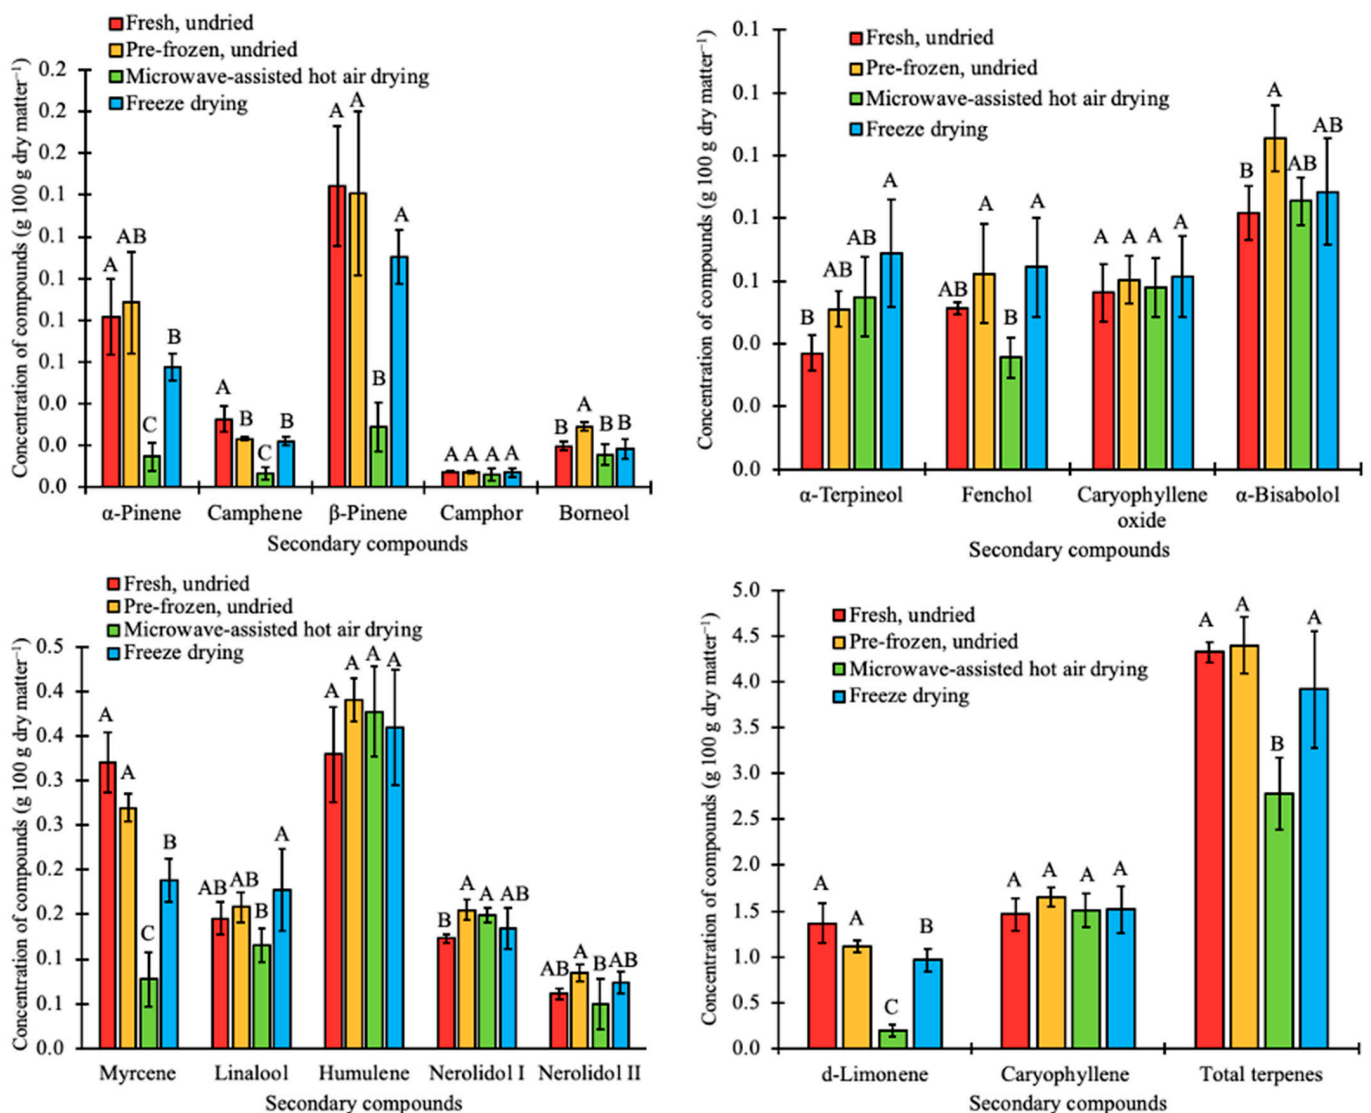 Fresh, undried
Pre-frozen, undried
Microwave-assisted hot air drying
Freeze drying
Concentration of compounds (g 100 g dry matter⁻¹)
0.2
0.2
0.2
0.1
0.1
0.1
0.1
0.1
0.0
0.0
0.0
A AB C B
A B C B
A A B A
A A A A
B A B B
α-Pinene Camphene β-Pinene Camphor Borneol
Secondary compounds
Fresh, undried
Pre-frozen, undried
Microwave-assisted hot air drying
Freeze drying
Concentration of compounds (g 100 g dry matter⁻¹)
0.1
0.1
0.1
0.1
0.1
0.0
0.0
0.0
B AB AB A
AB A B A
A A A A
B A AB AB
α-Terpineol Fenchol Caryophyllene α-Bisabolol
oxide
Secondary compounds
Fresh, undried
Pre-frozen, undried
Microwave-assisted hot air drying
Freeze drying
Concentration of compounds (g 100 g dry matter⁻¹)
0.5
0.4
0.4
0.3
0.3
0.2
0.2
0.1
0.1
0.0
A A C B
AB AB B A
A A A A
B A A AB
AB A B AB
Myrcene Linalool Humulene Nerolidol I Nerolidol II
Secondary compounds
Fresh, undried
Pre-frozen, undried
Microwave-assisted hot air drying
Freeze drying
Concentration of compounds (g 100 g dry matter⁻¹)
5.0
4.5
4.0
3.5
3.0
2.5
2.0
1.5
1.0
0.5
0.0
A A C B
A A A A
A A B A
d-Limonene Caryophyllene Total terpenes
Secondary compounds